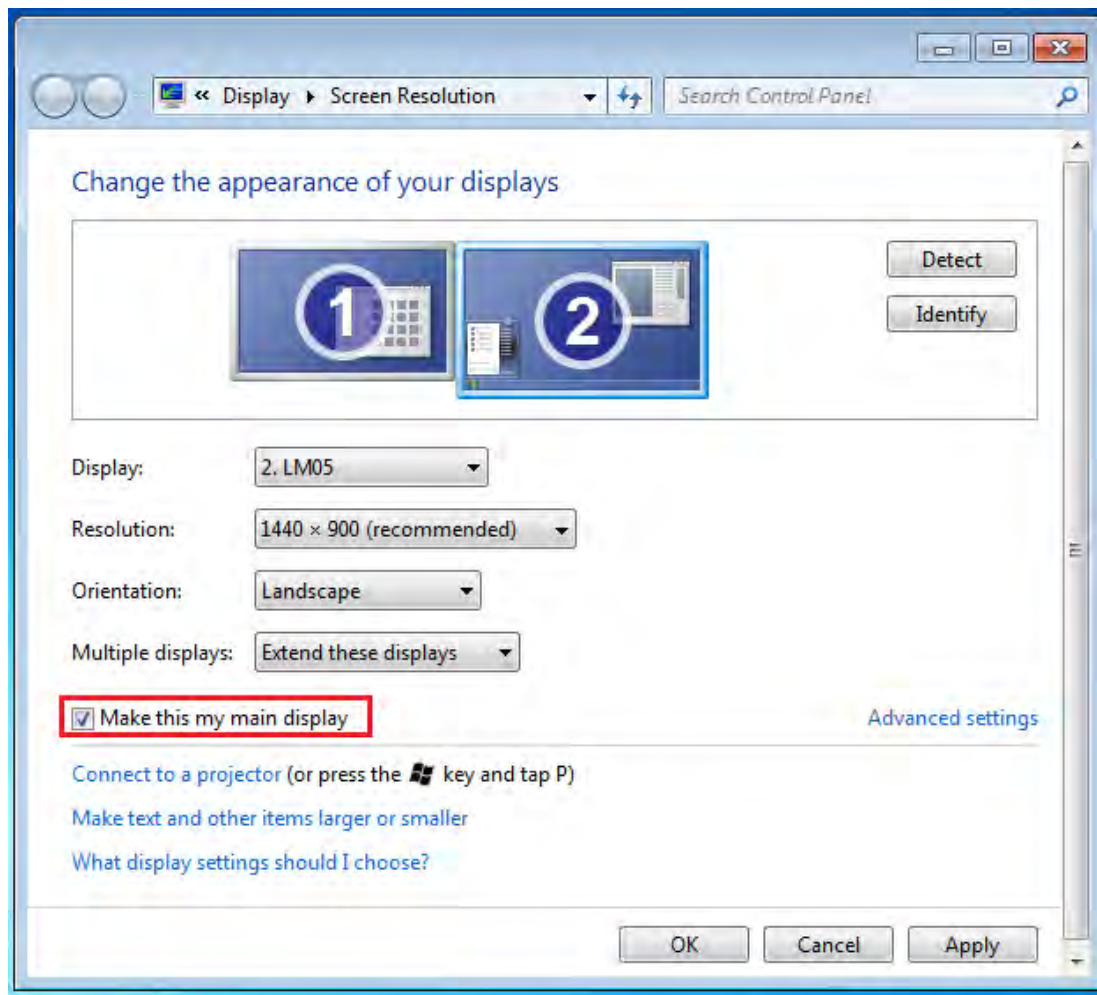 « Display ▸ Screen Resolution
Search Control Panel
Change the appearance of your displays
1
2
Detect
Identify
Display: 2. LM05
Resolution: 1440 × 900 (recommended)
Orientation: Landscape
Multiple displays: Extend these displays
Make this my main display
Advanced settings
Connect to a projector (or press the key and tap P)
Make text and other items larger or smaller
What display settings should I choose?
OK Cancel Apply